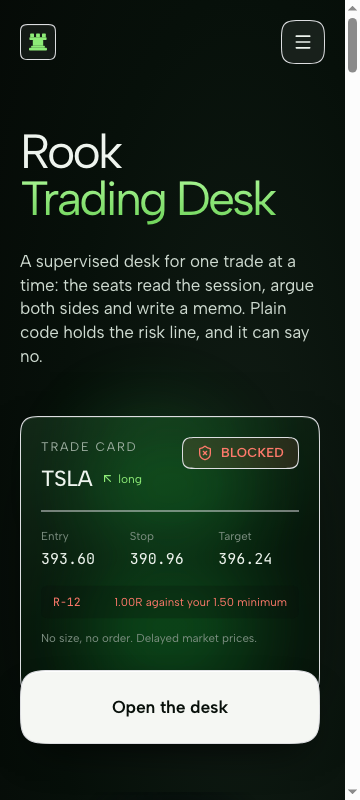 Rook
Trading Desk
A supervised desk for one trade at a
time: the seats read the session, argue
both sides and write a memo. Plain
code holds the risk line, and it can say
no.
TRADE CARD
BLOCKED
TSLA long
Entry Stop Target
393.60 390.96 396.24
R-12 1.00R against your 1.50 minimum
No size, no order. Delayed market prices.
Open the desk